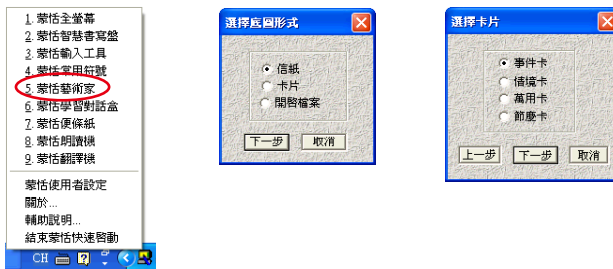 1. 蒙恬主螢幕
2. 蒙恬智慧書寫盤
3. 蒙恬輸入工具
4. 蒙恬常用符號
5. 蒙恬藝術家
6. 蒙恬學習對話盒
7. 蒙恬便條紙
8. 蒙恬朗讀機
9. 蒙恬翻譯機
蒙恬使用者設定
關於...
輔助說明...
結束蒙恬快速啓動
CH
選擇底圖形式
信紙
卡片
開啓檔案
下一步 取消
選擇卡片
事件卡
情境卡
萬用卡
節慶卡
上一步 下一步 取消